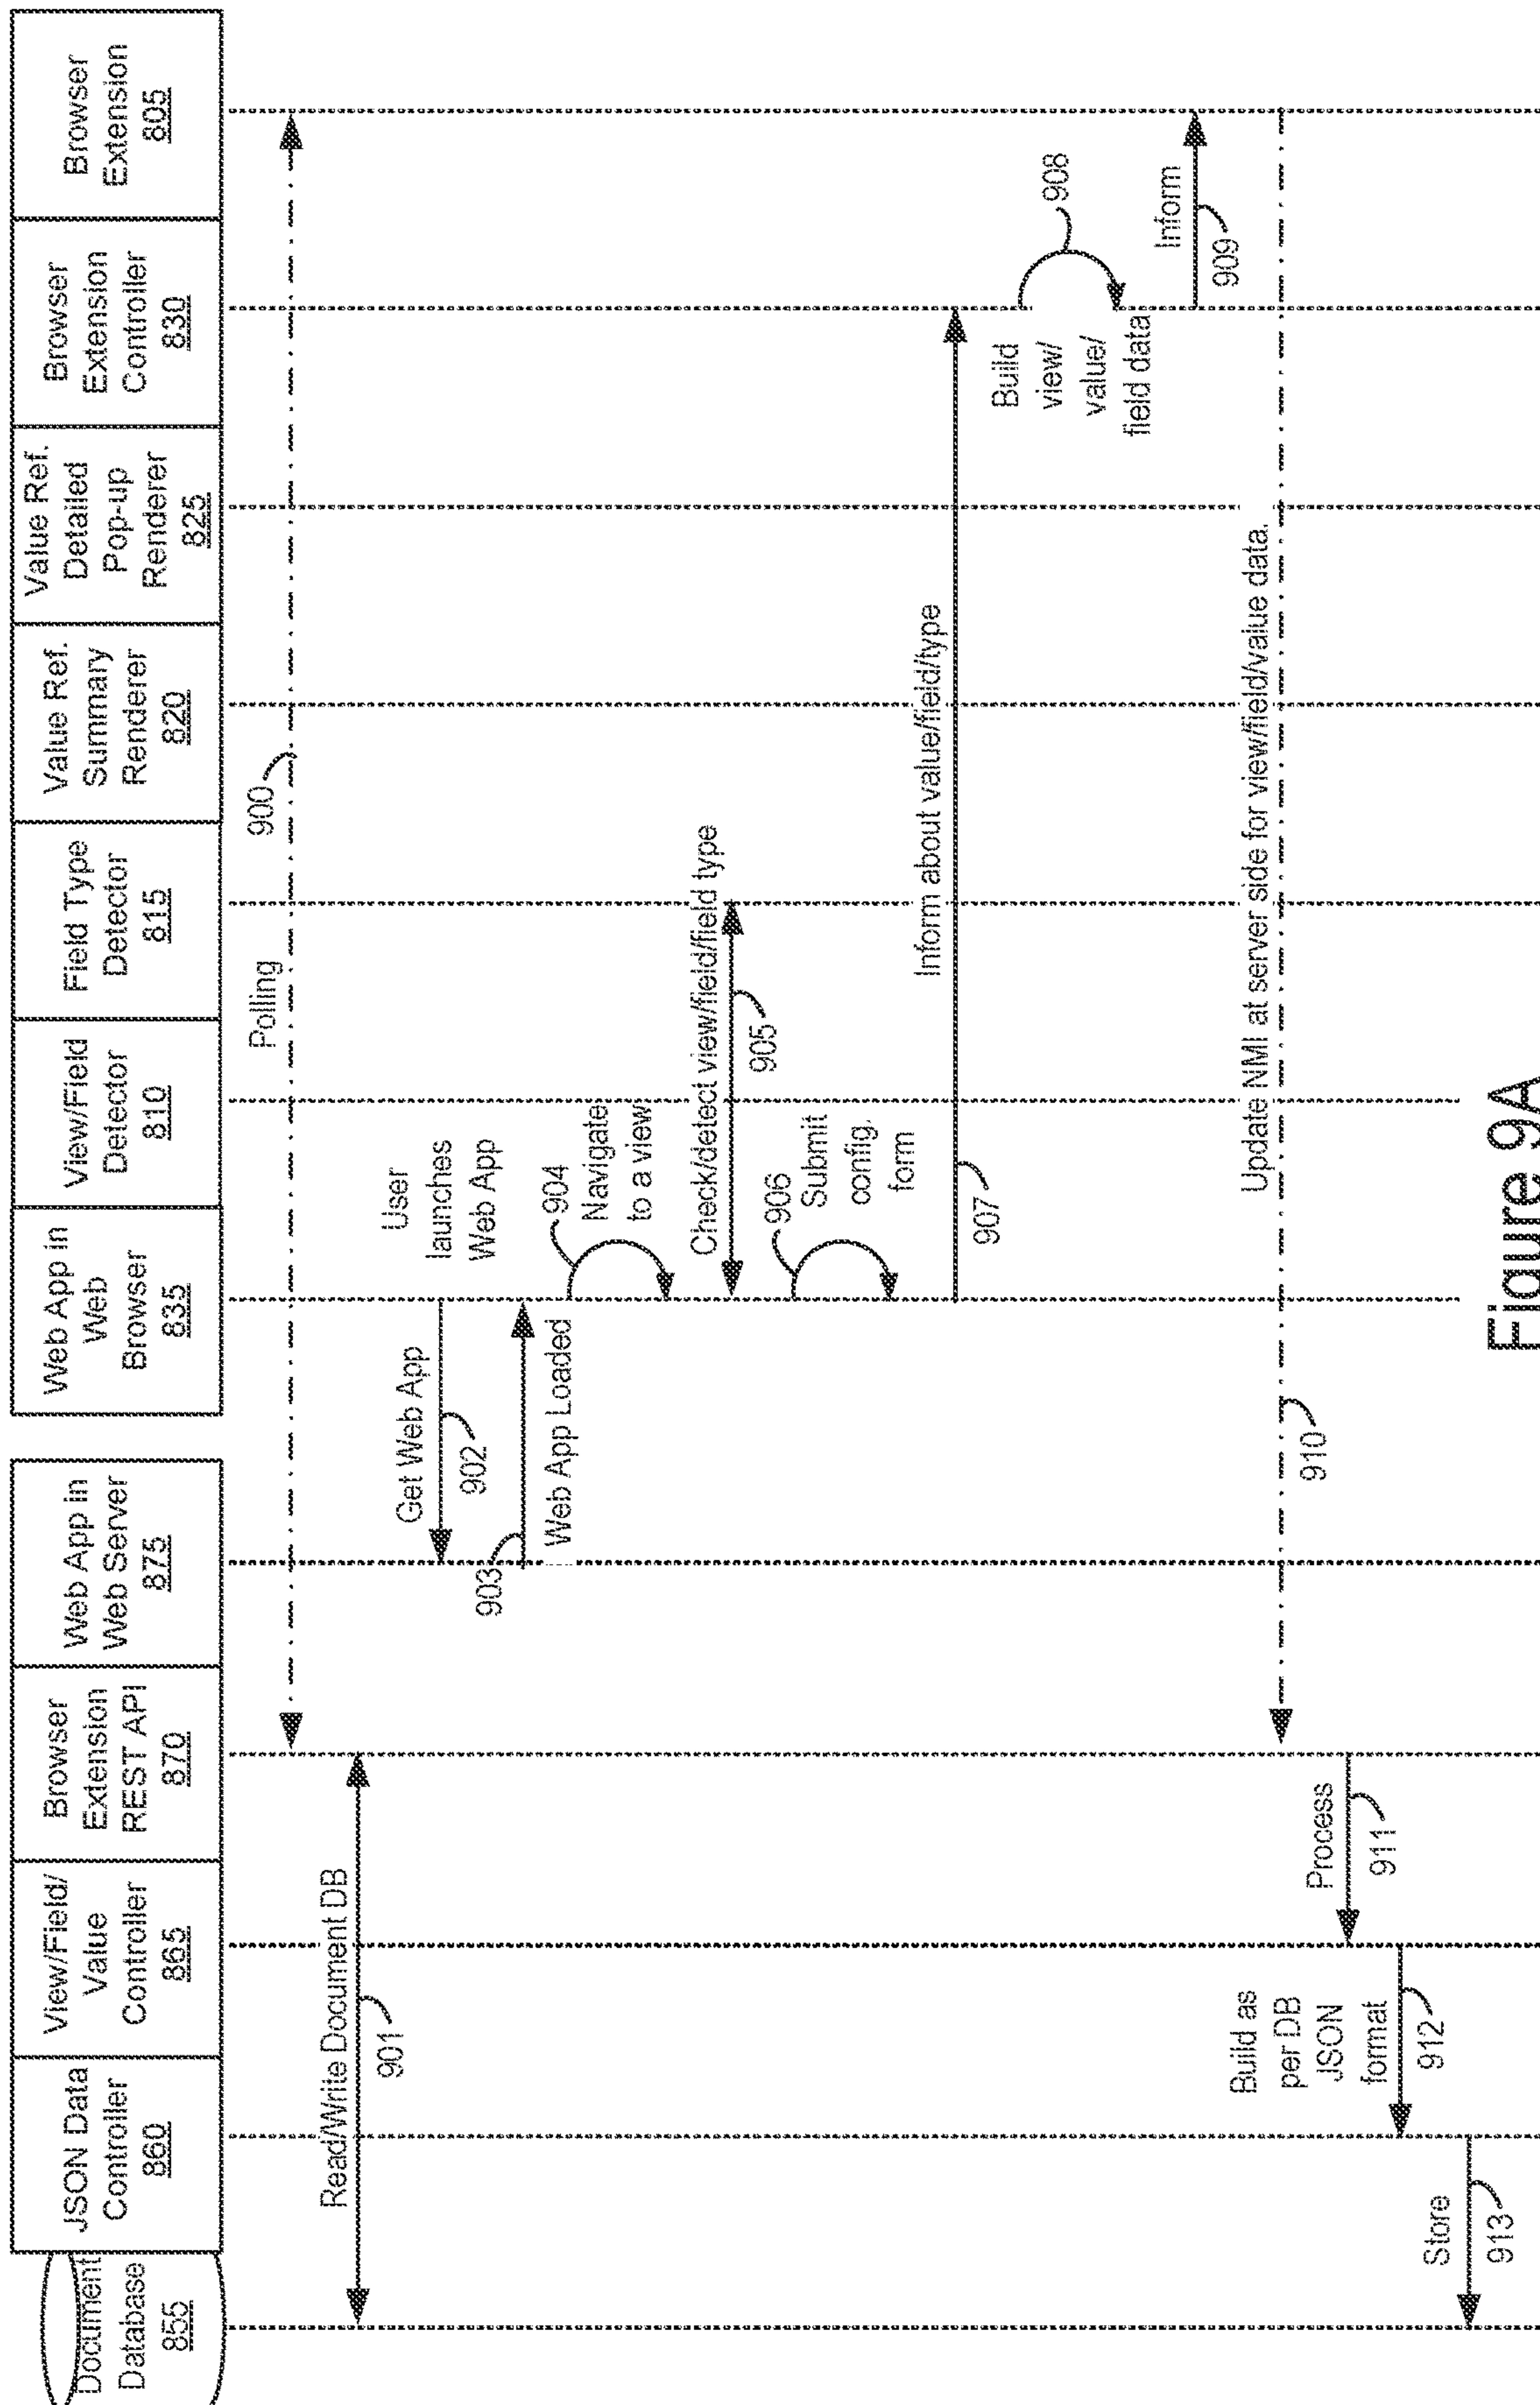 Document
Database
855
JSON Data
Controller
860
View/Field/
Value
Controller
865
Browser
Extension
REST API
870
Web App in
Web Server
875
Web App in
Web
Browser
835
View/Field
Detector
810
Field Type
Detector
815
Value Ref.
Summary
Renderer
820
Value Ref.
Detailed
Pop-up
Renderer
825
Browser
Extension
Controller
830
Browser
Extension
805
Polling
900
Read/Write Document DB
901
User
launches
Web App
Get Web App
902
903
Web App Loaded
904
Navigate
to a view
Check/detect view/field/field type
905
906
Submit
config.
form
Inform about value/field/type
907
Build
view/
value/
field data
908
Inform
909
Update NMI at server side for view/field/value data.
910
Process
911
Build as
per DB
JSON
format
912
Store
913
Figure 9A